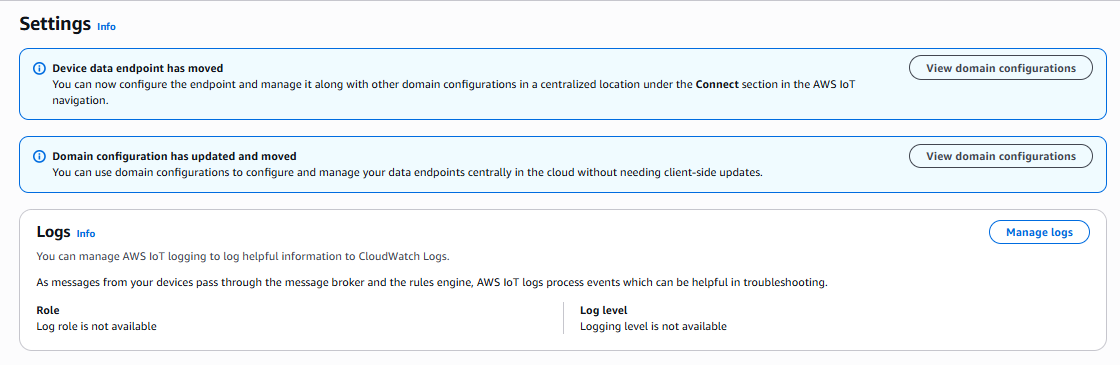 Settings Info
Device data endpoint has moved
View domain configurations
You can now configure the endpoint and manage it along with other domain configurations in a centralized location under the Connect section in the AWS IoT
navigation.
Domain configuration has updated and moved
View domain configurations
You can use domain configurations to configure and manage your data endpoints centrally in the cloud without needing client-side updates.
Logs Info
Manage logs
You can manage AWS IoT logging to log helpful information to CloudWatch Logs.
As messages from your devices pass through the message broker and the rules engine, AWS IoT logs process events which can be helpful in troubleshooting.
Role
Log role is not available
Log level
Logging level is not available